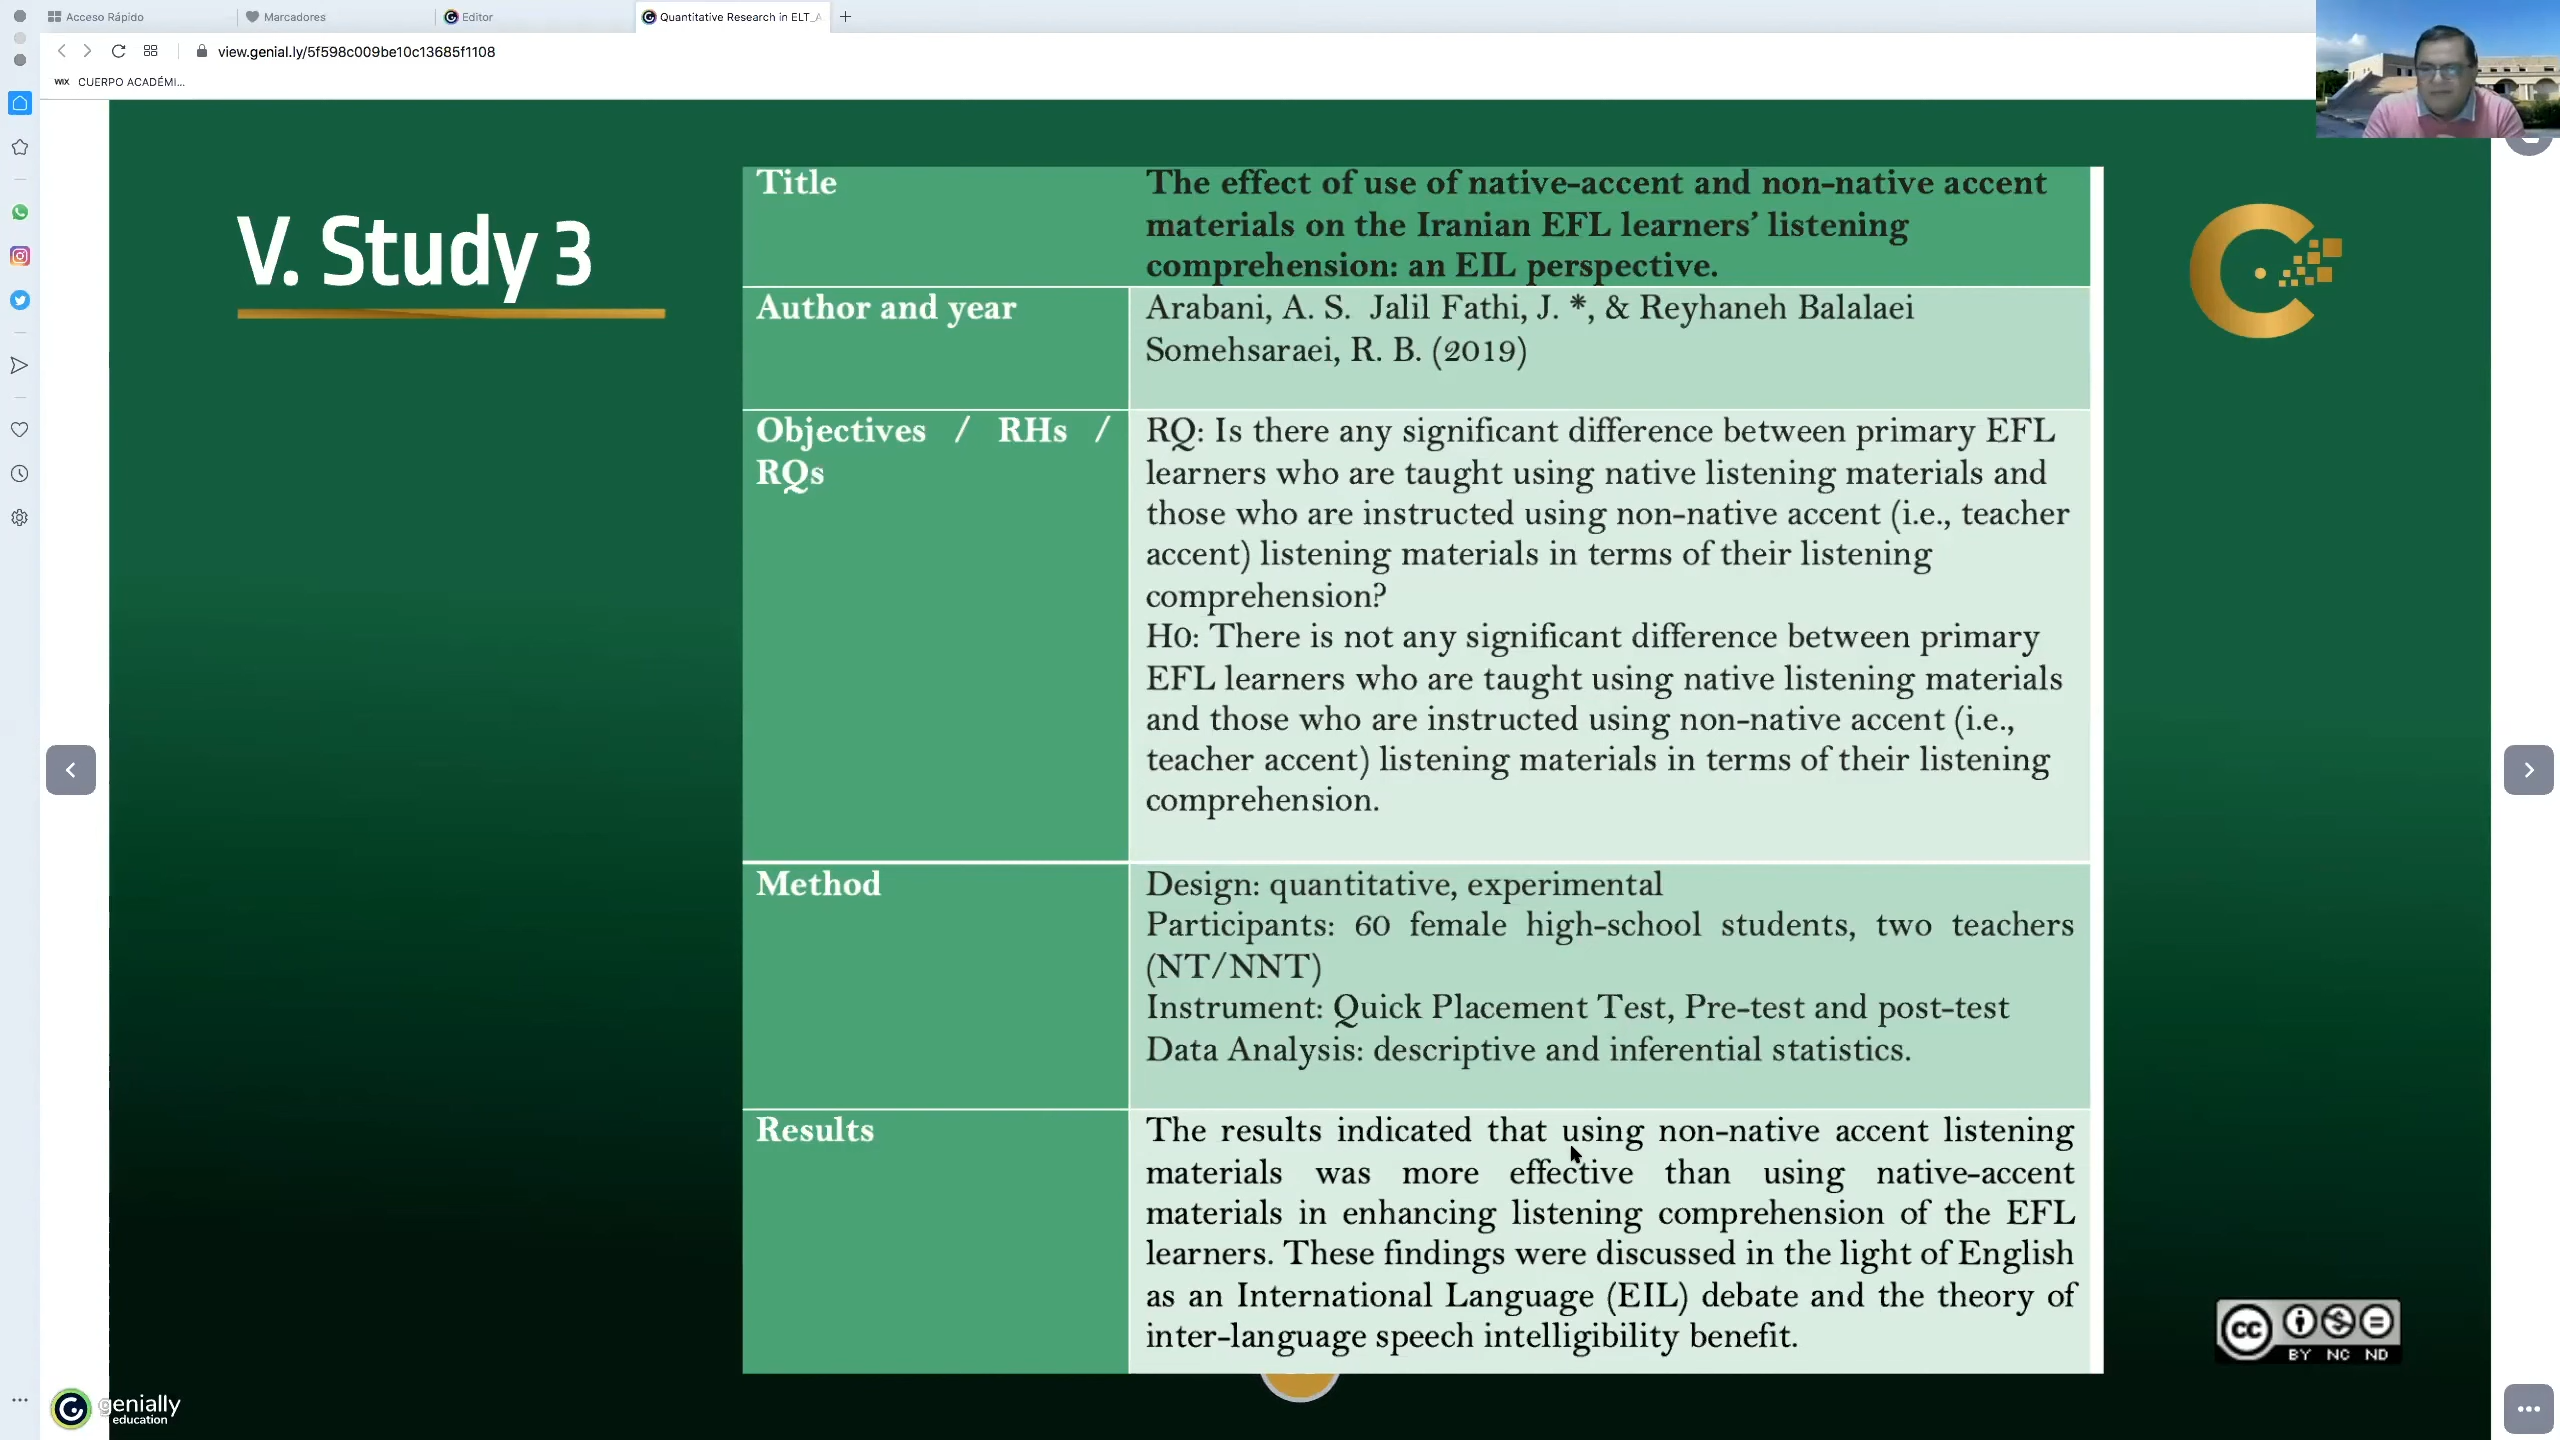 Acceso Rápido
Marcadores
Editor
Quantitative Research in ELT_A
view.genial.ly/5f598c009be10c13685f1108
WIX CUERPO ACADÉMI...
V. Study 3
Title
The effect of use of native-accent and non-native accent
materials on the Iranian EFL learners’ listening
comprehension: an EIL perspective.
Author and year
Arabani, A. S. Jalil Fathi, J. *, & Reyhaneh Balalaei
Somehsaraei, R. B. (2019)
Objectives / RHs /
RQs
RQ: Is there any significant difference between primary EFL
learners who are taught using native listening materials and
those who are instructed using non-native accent (i.e., teacher
accent) listening materials in terms of their listening
comprehension?
H0: There is not any significant difference between primary
EFL learners who are taught using native listening materials
and those who are instructed using non-native accent (i.e.,
teacher accent) listening materials in terms of their listening
comprehension.
Method
Design: quantitative, experimental
Participants: 60 female high-school students, two teachers
(NT/NNT)
Instrument: Quick Placement Test, Pre-test and post-test
Data Analysis: descriptive and inferential statistics.
Results
The results indicated that using non-native accent listening
materials was more effective than using native-accent
materials in enhancing listening comprehension of the EFL
learners. These findings were discussed in the light of English
as an International Language (EIL) debate and the theory of
inter-language speech intelligibility benefit.
cc
BY NC ND
genially
education